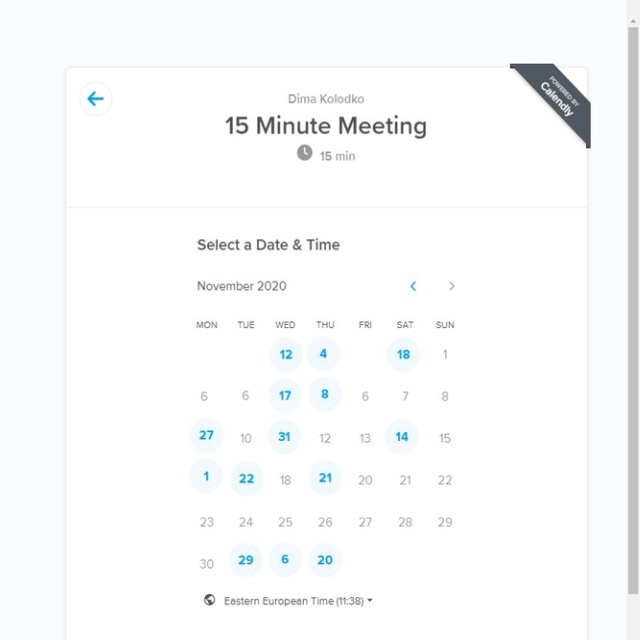 POWERED BY
Calendly
Dima Kolodko
15 Minute Meeting
15 min
Select a Date & Time
November 2020
MON TUE WED THU FRI SAT SUN
12 4 18 1
6 6 17 8 6 7 8
27 10 31 12 13 14 15
1 22 18 21 20 21 22
23 24 25 26 27 28 29
30 29 6 20
Eastern European Time (11:38)